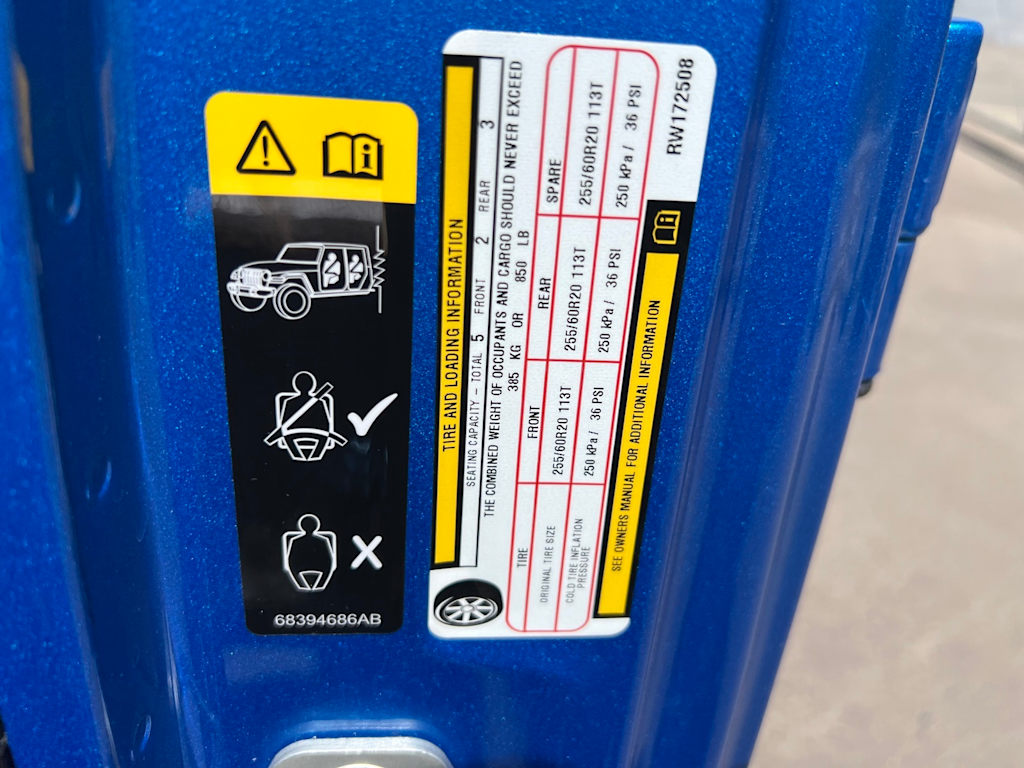 68394686AB
TIRE AND LOADING INFORMATION
SEATING CAPACITY – TOTAL 5 FRONT 2 REAR 3
THE COMBINED WEIGHT OF OCCUPANTS AND CARGO SHOULD NEVER EXCEED
385 KG OR 850 LB
TIRE FRONT REAR SPARE
ORIGINAL TIRE SIZE 255/60R20 113T 255/60R20 113T 255/60R20 113T
COLD TIRE INFLATION
PRESSURE 250 kPa / 36 PSI 250 kPa / 36 PSI 250 kPa / 36 PSI
SEE OWNERS MANUAL FOR ADDITIONAL INFORMATION
RW172508